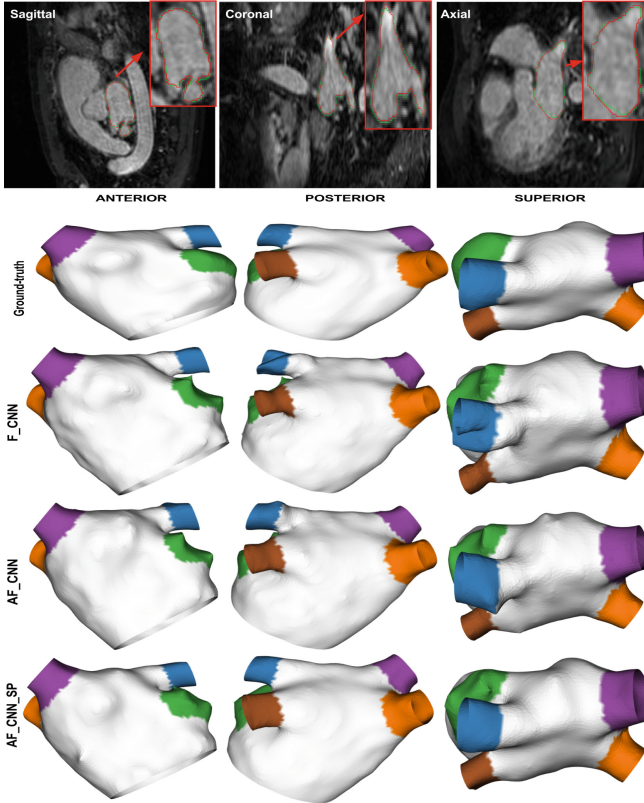 Sagittal
Coronal
Axial
ANTERIOR
POSTERIOR
SUPERIOR
Ground-truth
F_CNN
AF_CNN
AF_CNN_SP